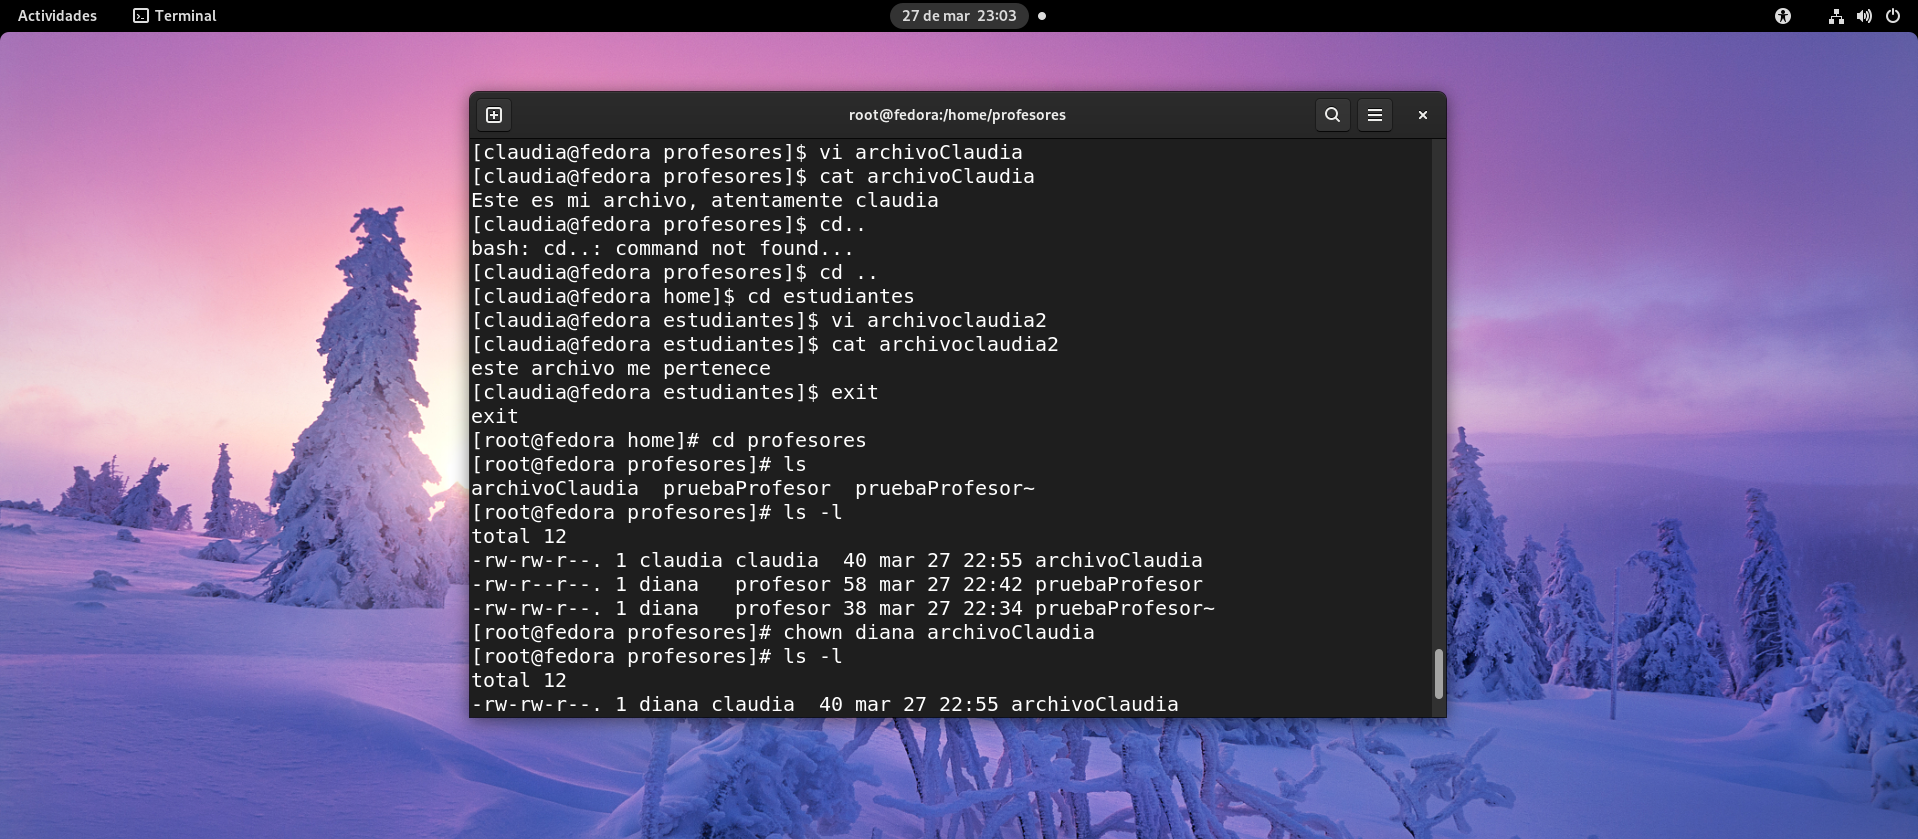 Actividades Terminal 27 de mar 23:03
root@fedora:/home/profesores
[claudia@fedora profesores]$ vi archivoClaudia
[claudia@fedora profesores]$ cat archivoClaudia
Este es mi archivo, atentamente claudia
[claudia@fedora profesores]$ cd..
bash: cd..: command not found...
[claudia@fedora profesores]$ cd ..
[claudia@fedora home]$ cd estudiantes
[claudia@fedora estudiantes]$ vi archivoclaudia2
[claudia@fedora estudiantes]$ cat archivoclaudia2
este archivo me pertenece
[claudia@fedora estudiantes]$ exit
exit
[root@fedora home]# cd profesores
[root@fedora profesores]# ls
archivoClaudia  pruebaProfesor  pruebaProfesor~
[root@fedora profesores]# ls -l
total 12
-rw-rw-r--. 1 claudia claudia  40 mar 27 22:55 archivoClaudia
-rw-r--r--. 1 diana   profesor 58 mar 27 22:42 pruebaProfesor
-rw-rw-r--. 1 diana   profesor 38 mar 27 22:34 pruebaProfesor~
[root@fedora profesores]# chown diana archivoClaudia
[root@fedora profesores]# ls -l
total 12
-rw-rw-r--. 1 diana claudia  40 mar 27 22:55 archivoClaudia